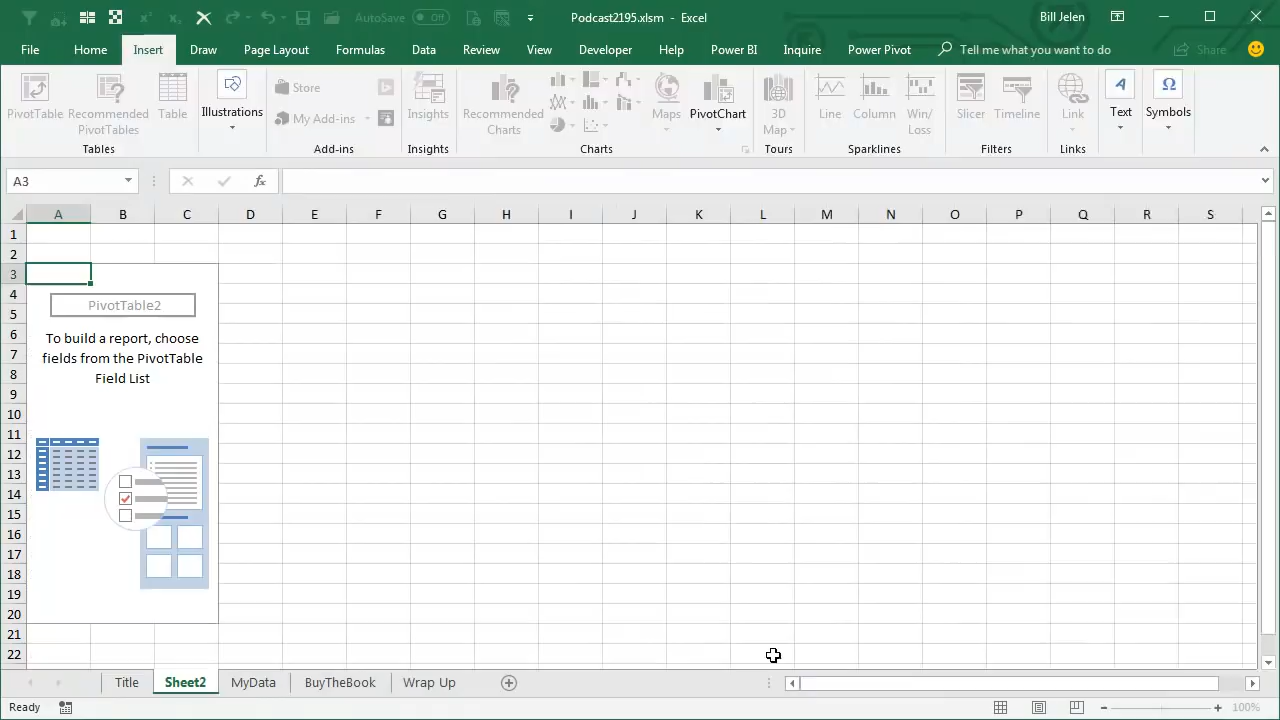 AutoSave Off
Podcast2195.xlsm - Excel
Bill Jelen
File Home Insert Draw Page Layout Formulas Data Review View Developer Help Power BI Inquire Power Pivot Tell me what you want to do Share
PivotTable
Recommended
PivotTables
Table
Tables
Illustrations
Store
My Add-ins
Add-ins
Insights
Insights
Recommended
Charts
Maps
PivotChart
Charts
3D
Map
Tours
Line
Column
Win/
Loss
Sparklines
Slicer
Timeline
Filters
Link
Links
Text
Symbols
A3
fx
A B C D E F G H I J K L M N O P Q R S
1
2
3
4
PivotTable2
5
6
To build a report, choose
7
fields from the PivotTable
8
Field List
9
10
11
12
13
14
15
16
17
18
19
20
21
22
Title Sheet2 MyData BuyTheBook Wrap Up
Ready
100%